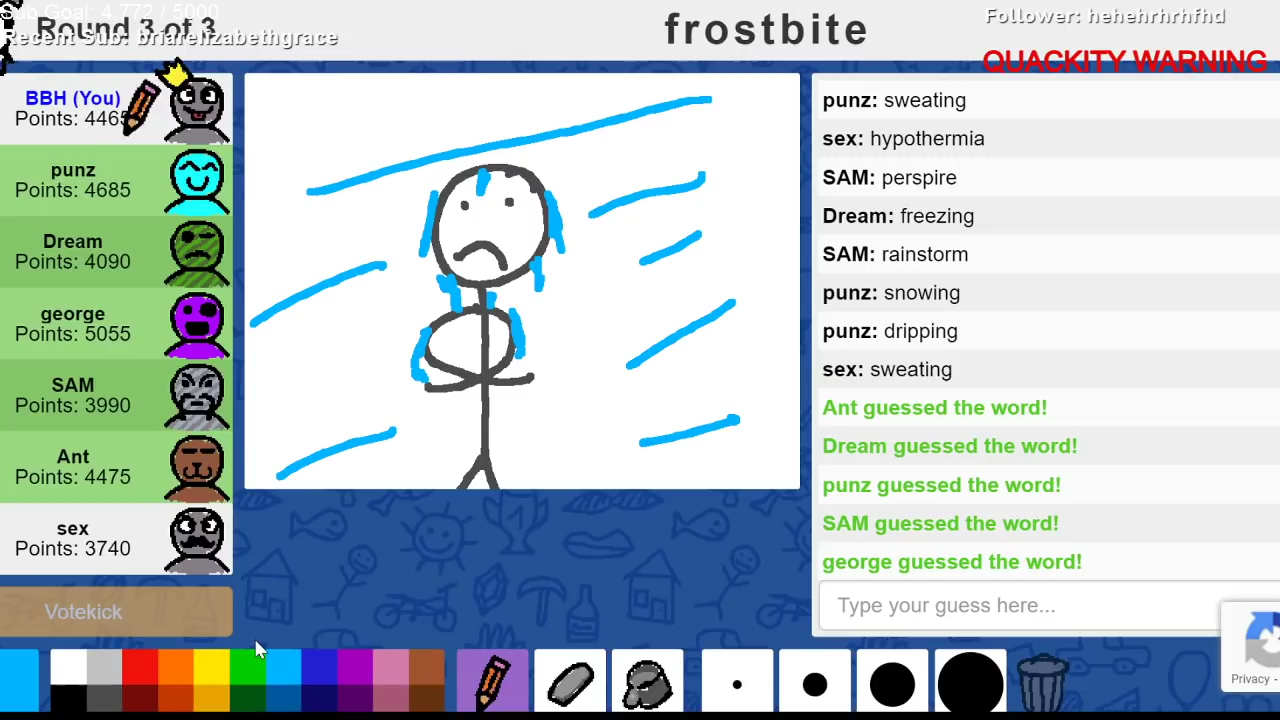 Sub Goal: 4,772 / 5000
Round 3 of 3
Recent Sub: briarelizabethgrace
frostbite
Follower: hehehrhrhfhd
QUACKITY WARNING
BBH (You)
Points: 4465
punz
Points: 4685
Dream
Points: 4090
george
Points: 5055
SAM
Points: 3990
Ant
Points: 4475
sex
Points: 3740
Votekick
punz: sweating
sex: hypothermia
SAM: perspire
Dream: freezing
SAM: rainstorm
punz: snowing
punz: dripping
sex: sweating
Ant guessed the word!
Dream guessed the word!
punz guessed the word!
SAM guessed the word!
george guessed the word!
Type your guess here...
Privacy -